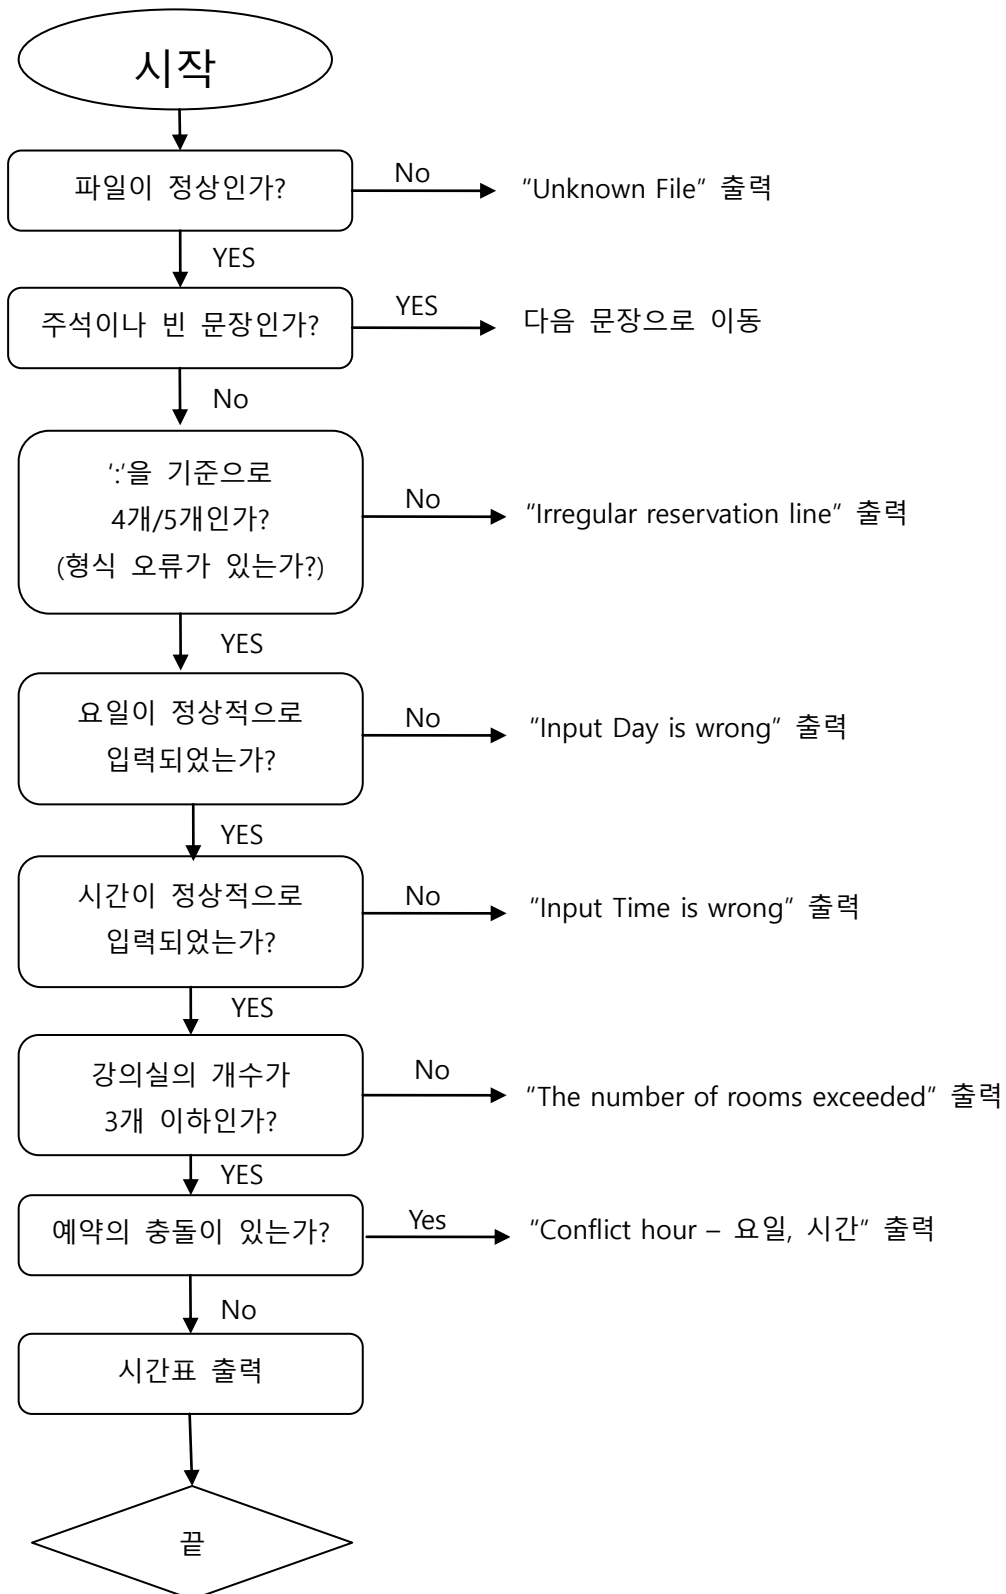 시작
파일이 정상인가?
No
“Unknown File” 출력
YES
주석이나 빈 문장인가?
YES
다음 문장으로 이동
No
‘:’을 기준으로
4개/5개인가?
(형식 오류가 있는가?)
No
“Irregular reservation line” 출력
YES
요일이 정상적으로
입력되었는가?
No
“Input Day is wrong” 출력
YES
시간이 정상적으로
입력되었는가?
No
“Input Time is wrong” 출력
YES
강의실의 개수가
3개 이하인가?
No
“The number of rooms exceeded” 출력
YES
예약의 충돌이 있는가?
Yes
“Conflict hour – 요일, 시간” 출력
No
시간표 출력
끝